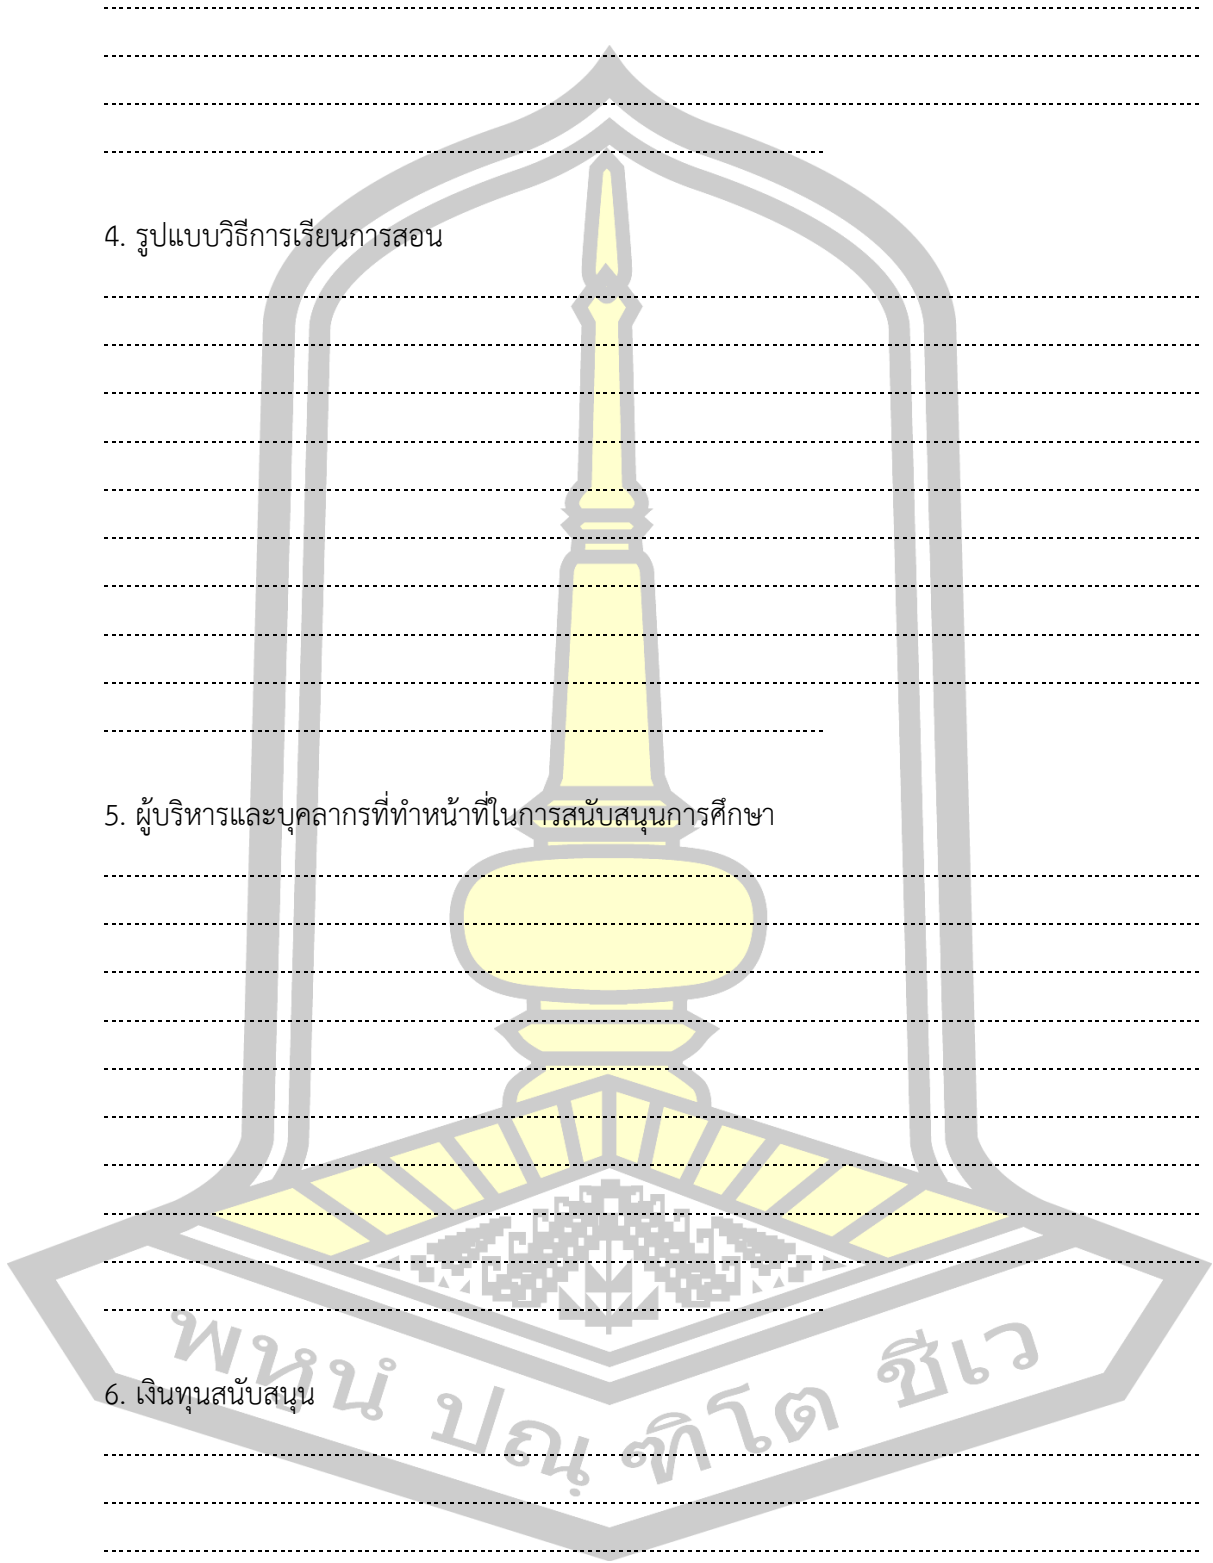 4. รูปแบบวิธีการเรียนการสอน
5. ผู้บริหารและบุคลากรที่ทำหน้าที่ในการสนับสนุนการศึกษา
6. เงินทุนสนับสนุน
พหุนํ ปณฺฑิโต ชีเว